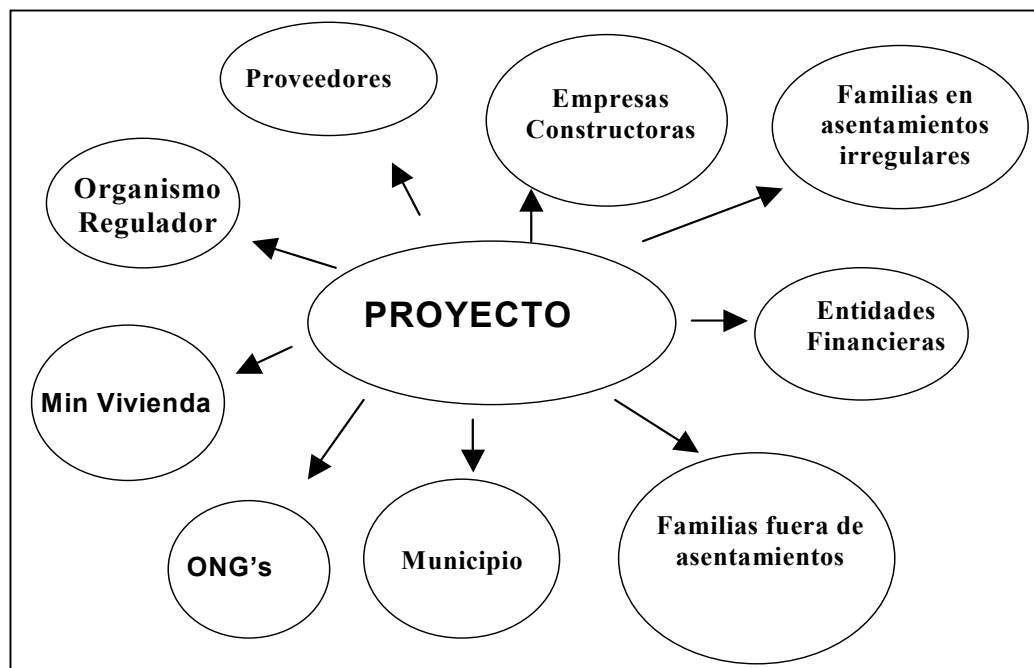 Proveedores
Empresas
Constructoras
Familias en
asentamientos
irregulares
Organismo
Regulador
PROYECTO
Entidades
Financieras
Min Vivienda
ONG’s
Municipio
Familias fuera de
asentamientos